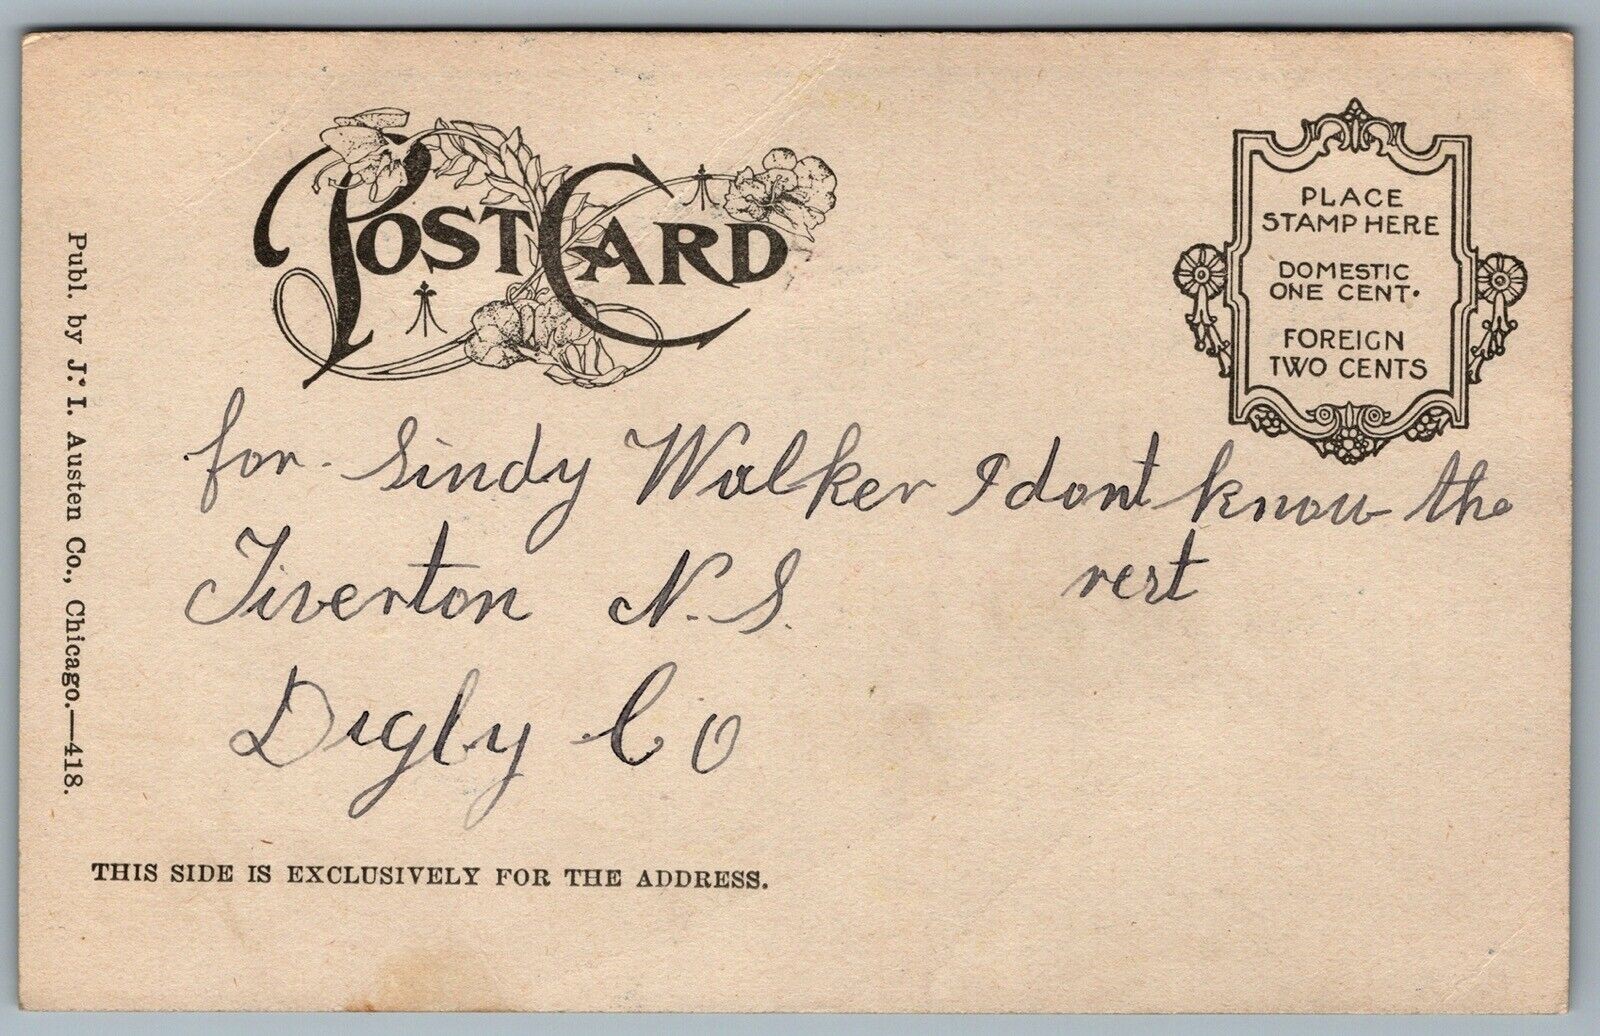 POST CARD
PLACE
STAMP HERE
DOMESTIC
ONE CENT.
FOREIGN
TWO CENTS
for Sindy Walker I dont know the
rest
Tiverton N.S.
Digby Co
THIS SIDE IS EXCLUSIVELY FOR THE ADDRESS.
Publ. by J. I. Austen Co., Chicago.—418.